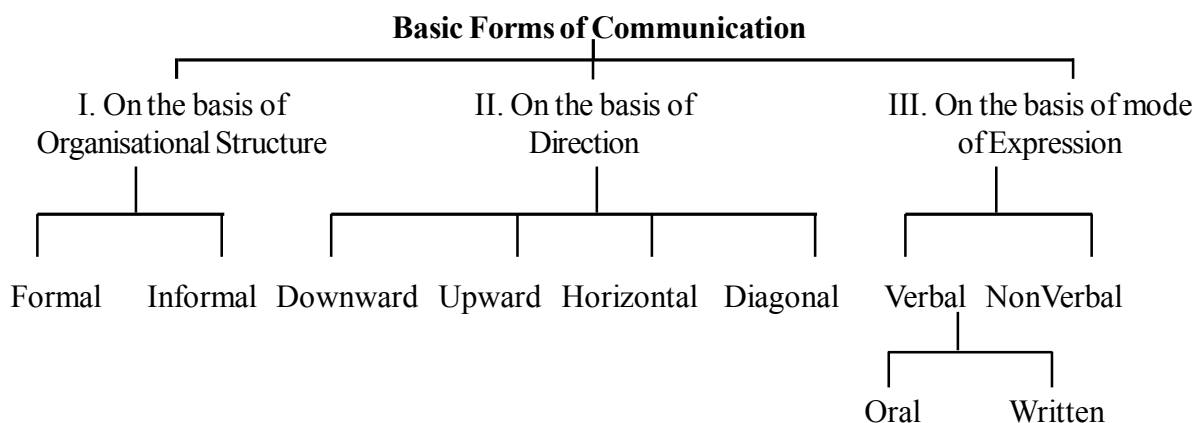 Basic Forms of Communication
I. On the basis of
Organisational Structure
II. On the basis of
Direction
III. On the basis of mode
of Expression
Formal Informal Downward Upward Horizontal Diagonal Verbal NonVerbal
Oral Written